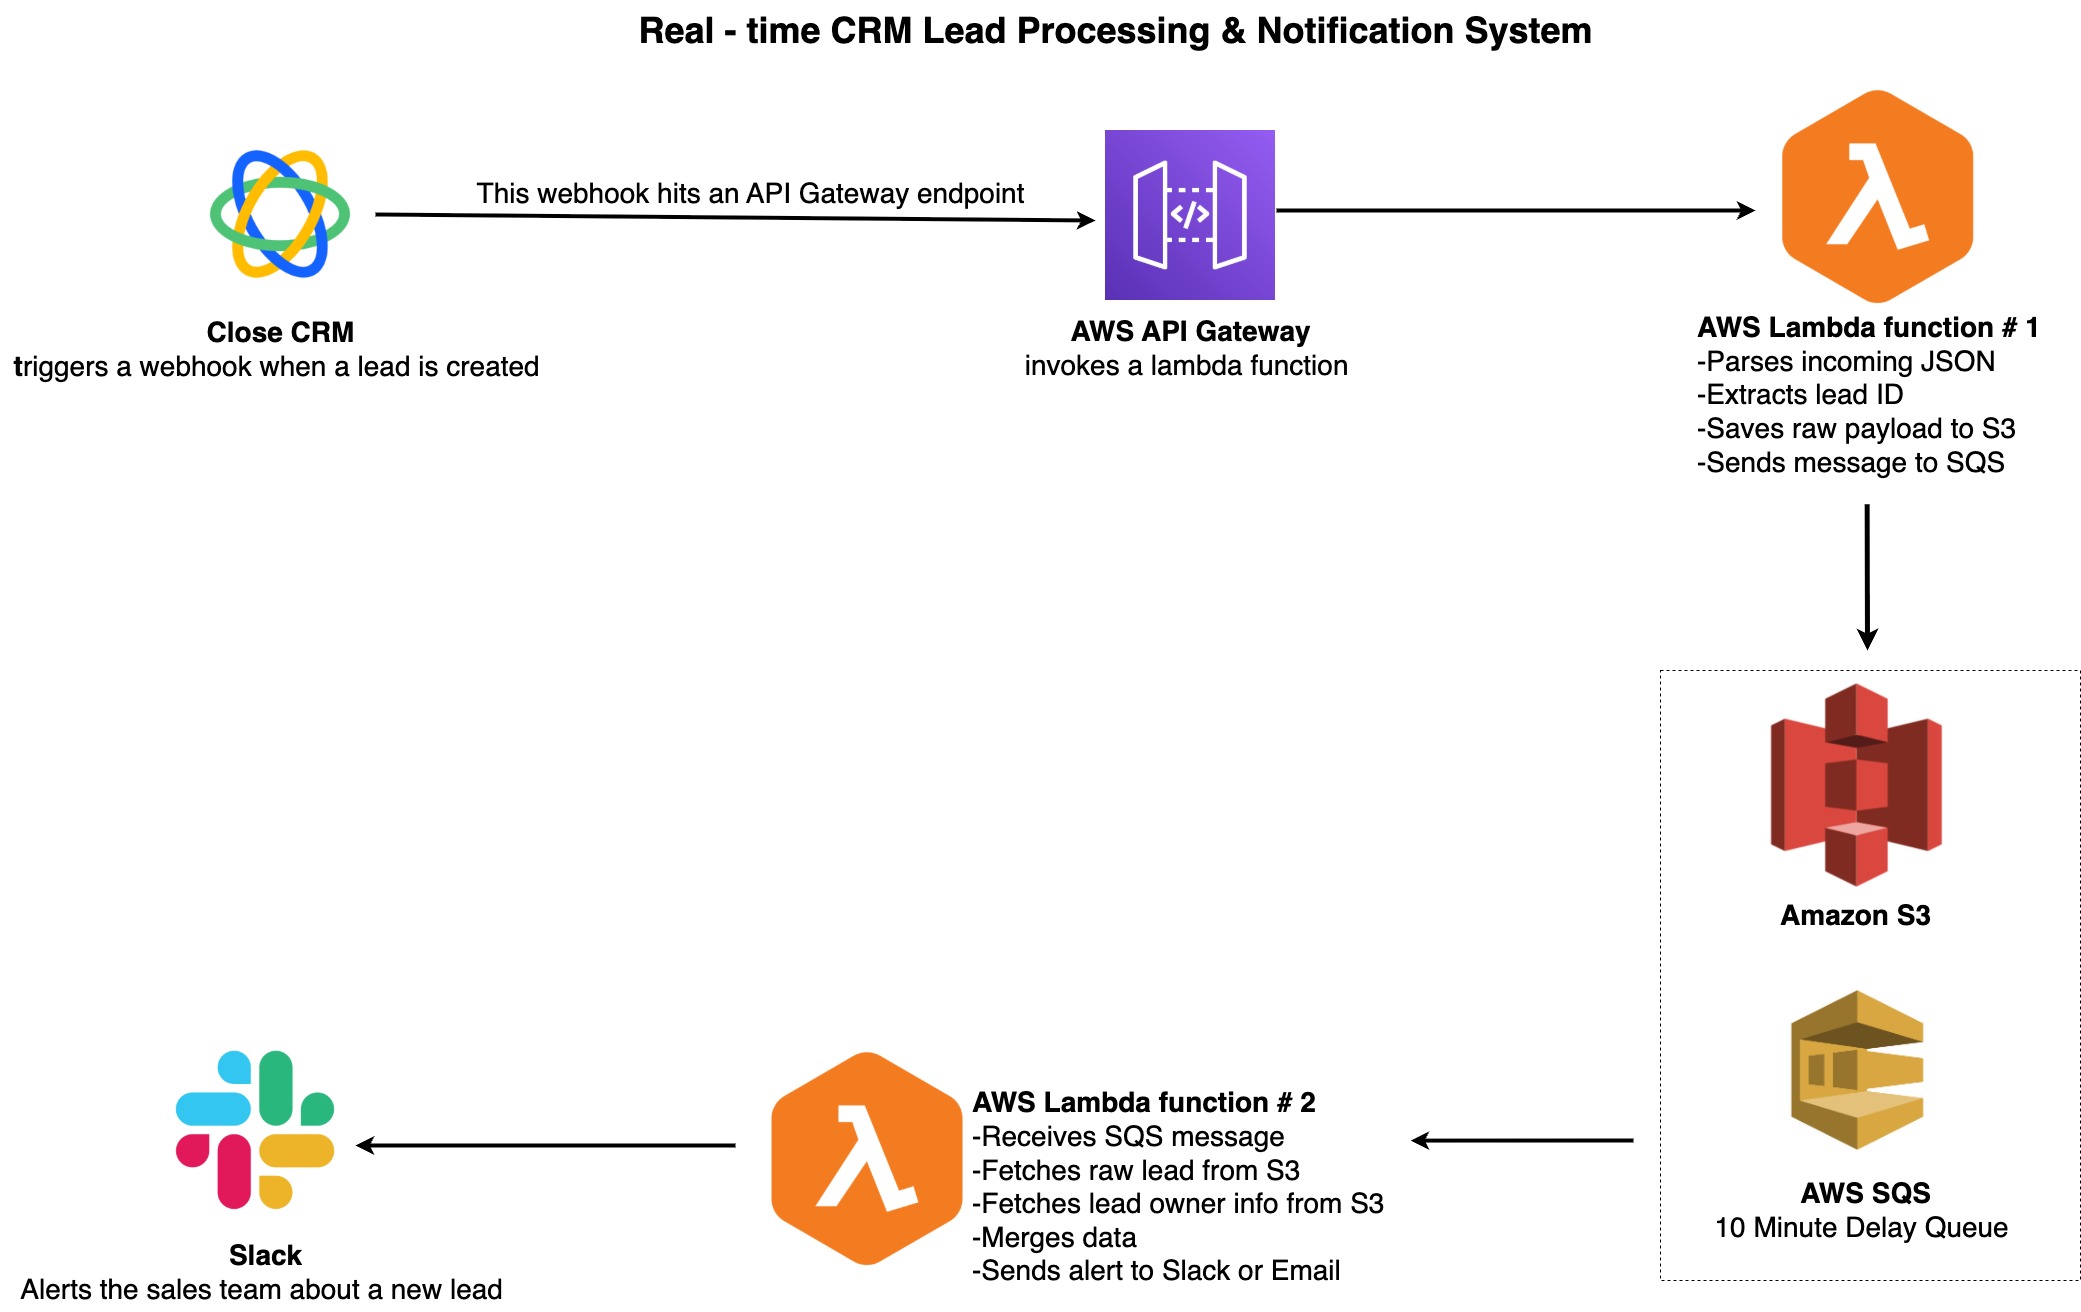 Real - time CRM Lead Processing & Notification System
This webhook hits an API Gateway endpoint
</>
Close CRM
triggers a webhook when a lead is created
AWS API Gateway
invokes a lambda function
AWS Lambda function # 1
-Parses incoming JSON
-Extracts lead ID
-Saves raw payload to S3
-Sends message to SQS
Amazon S3
AWS SQS
10 Minute Delay Queue
AWS Lambda function # 2
-Receives SQS message
-Fetches raw lead from S3
-Fetches lead owner info from S3
-Merges data
-Sends alert to Slack or Email
Slack
Alerts the sales team about a new lead